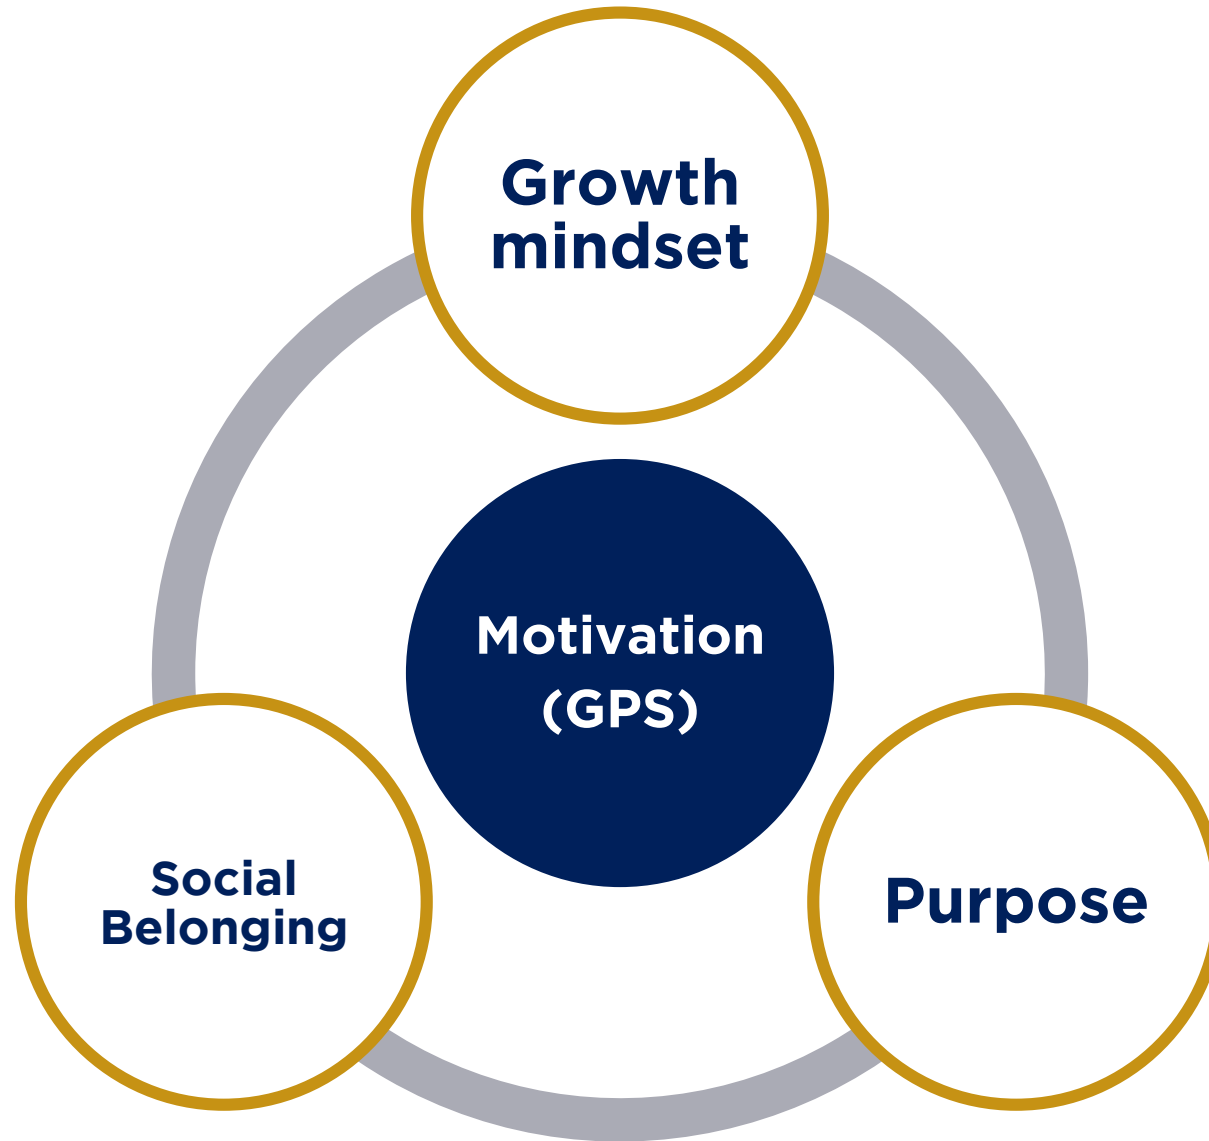 Growth
mindset
Motivation
(GPS)
Social
Belonging
Purpose